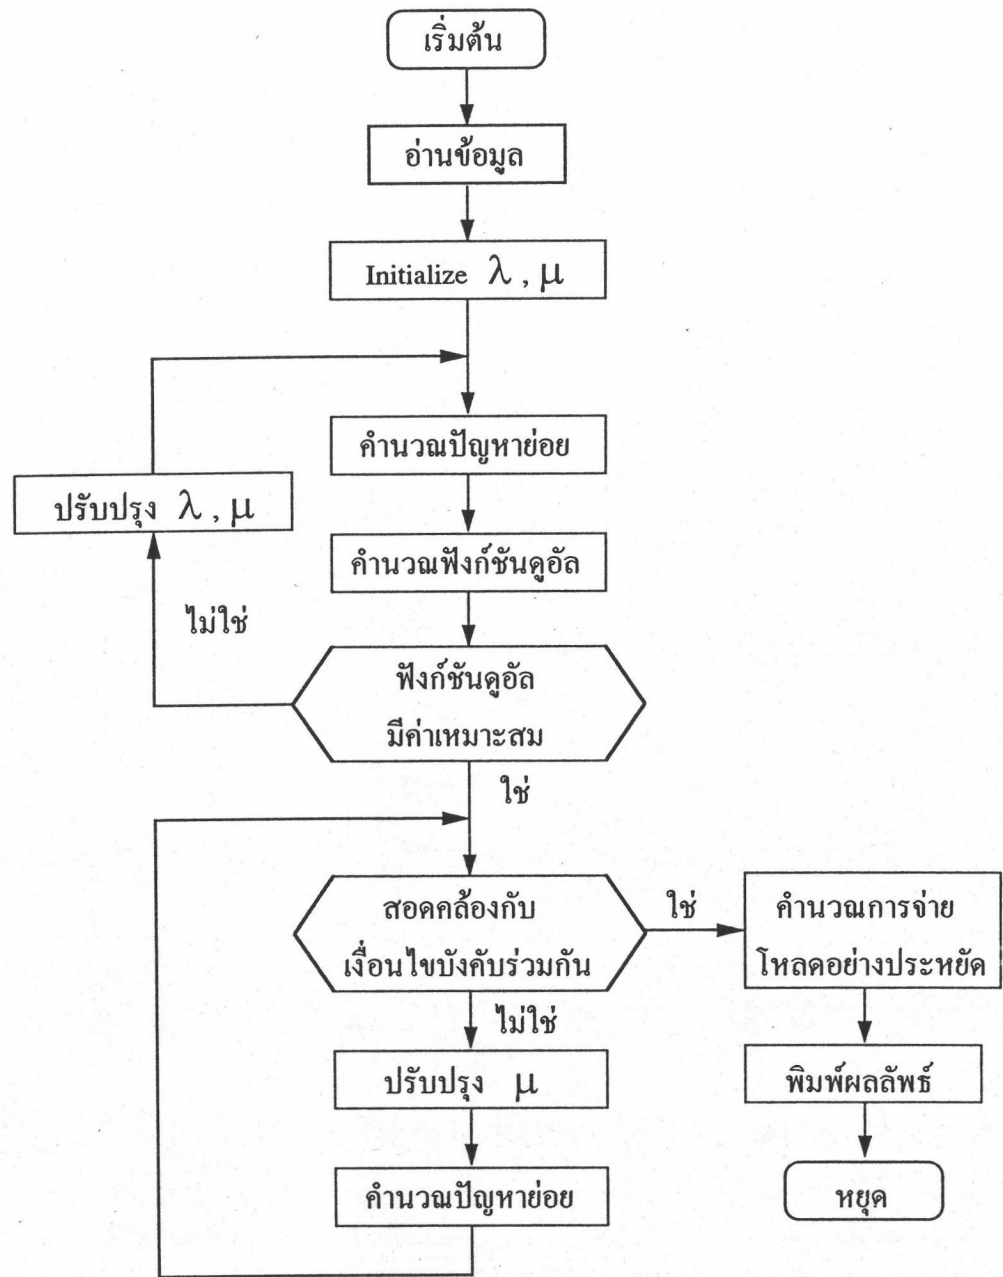 เริ่มต้น
อ่านข้อมูล
Initialize λ , μ
คำนวณปัญหาย่อย
ปรับปรุง λ , μ
คำนวณฟังก์ชันดูอัล
ไม่ใช่
ฟังก์ชันดูอัล
มีค่าเหมาะสม
ใช่
สอดคล้องกับ
เงื่อนไขบังคับร่วมกัน
ใช่
คำนวณการจ่าย
โหลดอย่างประหยัด
ไม่ใช่
ปรับปรุง μ
พิมพ์ผลลัพธ์
คำนวณปัญหาย่อย
หยุด